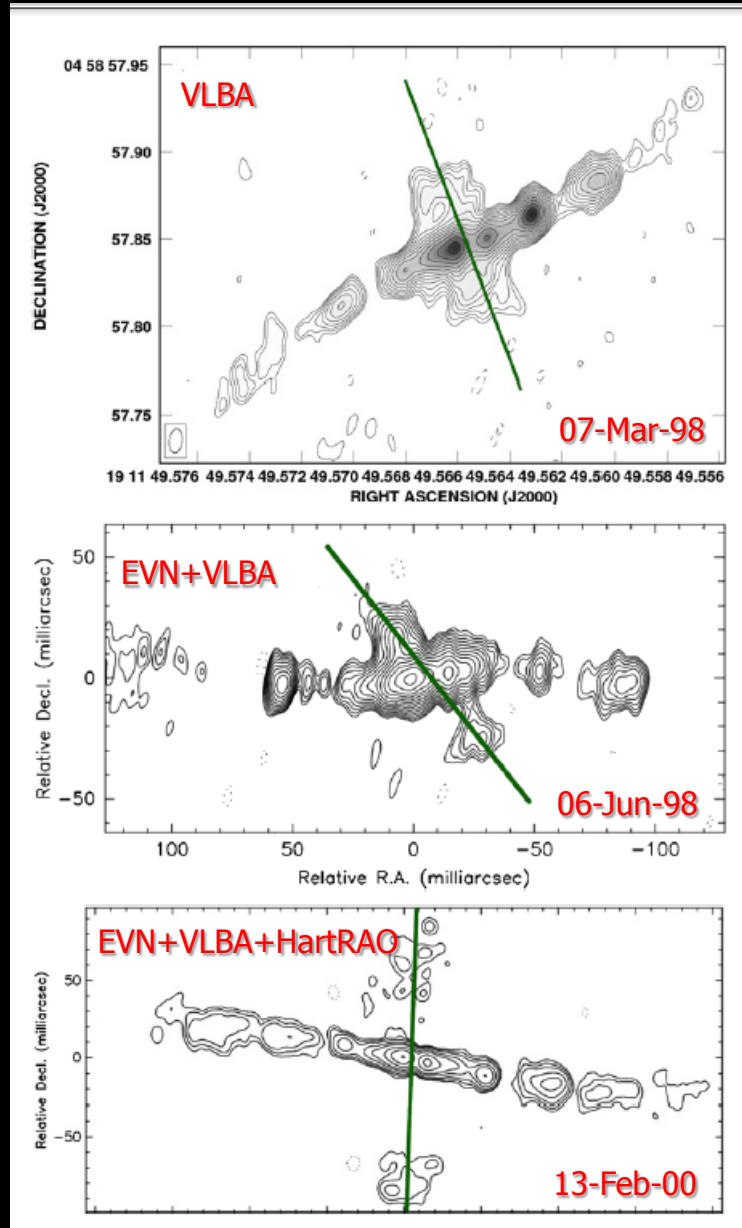 04 58 57.95
VLBA
57.90
57.85
57.80
57.75
DECLINATION (J2000)
07-Mar-98
19 11 49.576 49.574 49.572 49.570 49.568 49.566 49.564 49.562 49.560 49.558 49.556
RIGHT ASCENSION (J2000)
50
EVN+VLBA
0
Relative Decl. (milliarcsec)
-50
06-Jun-98
100 50 0 -50 -100
Relative R.A. (milliarcsec)
EVN+VLBA+HartRAO
50
0
Relative Decl. (milliarcsec)
-50
13-Feb-00